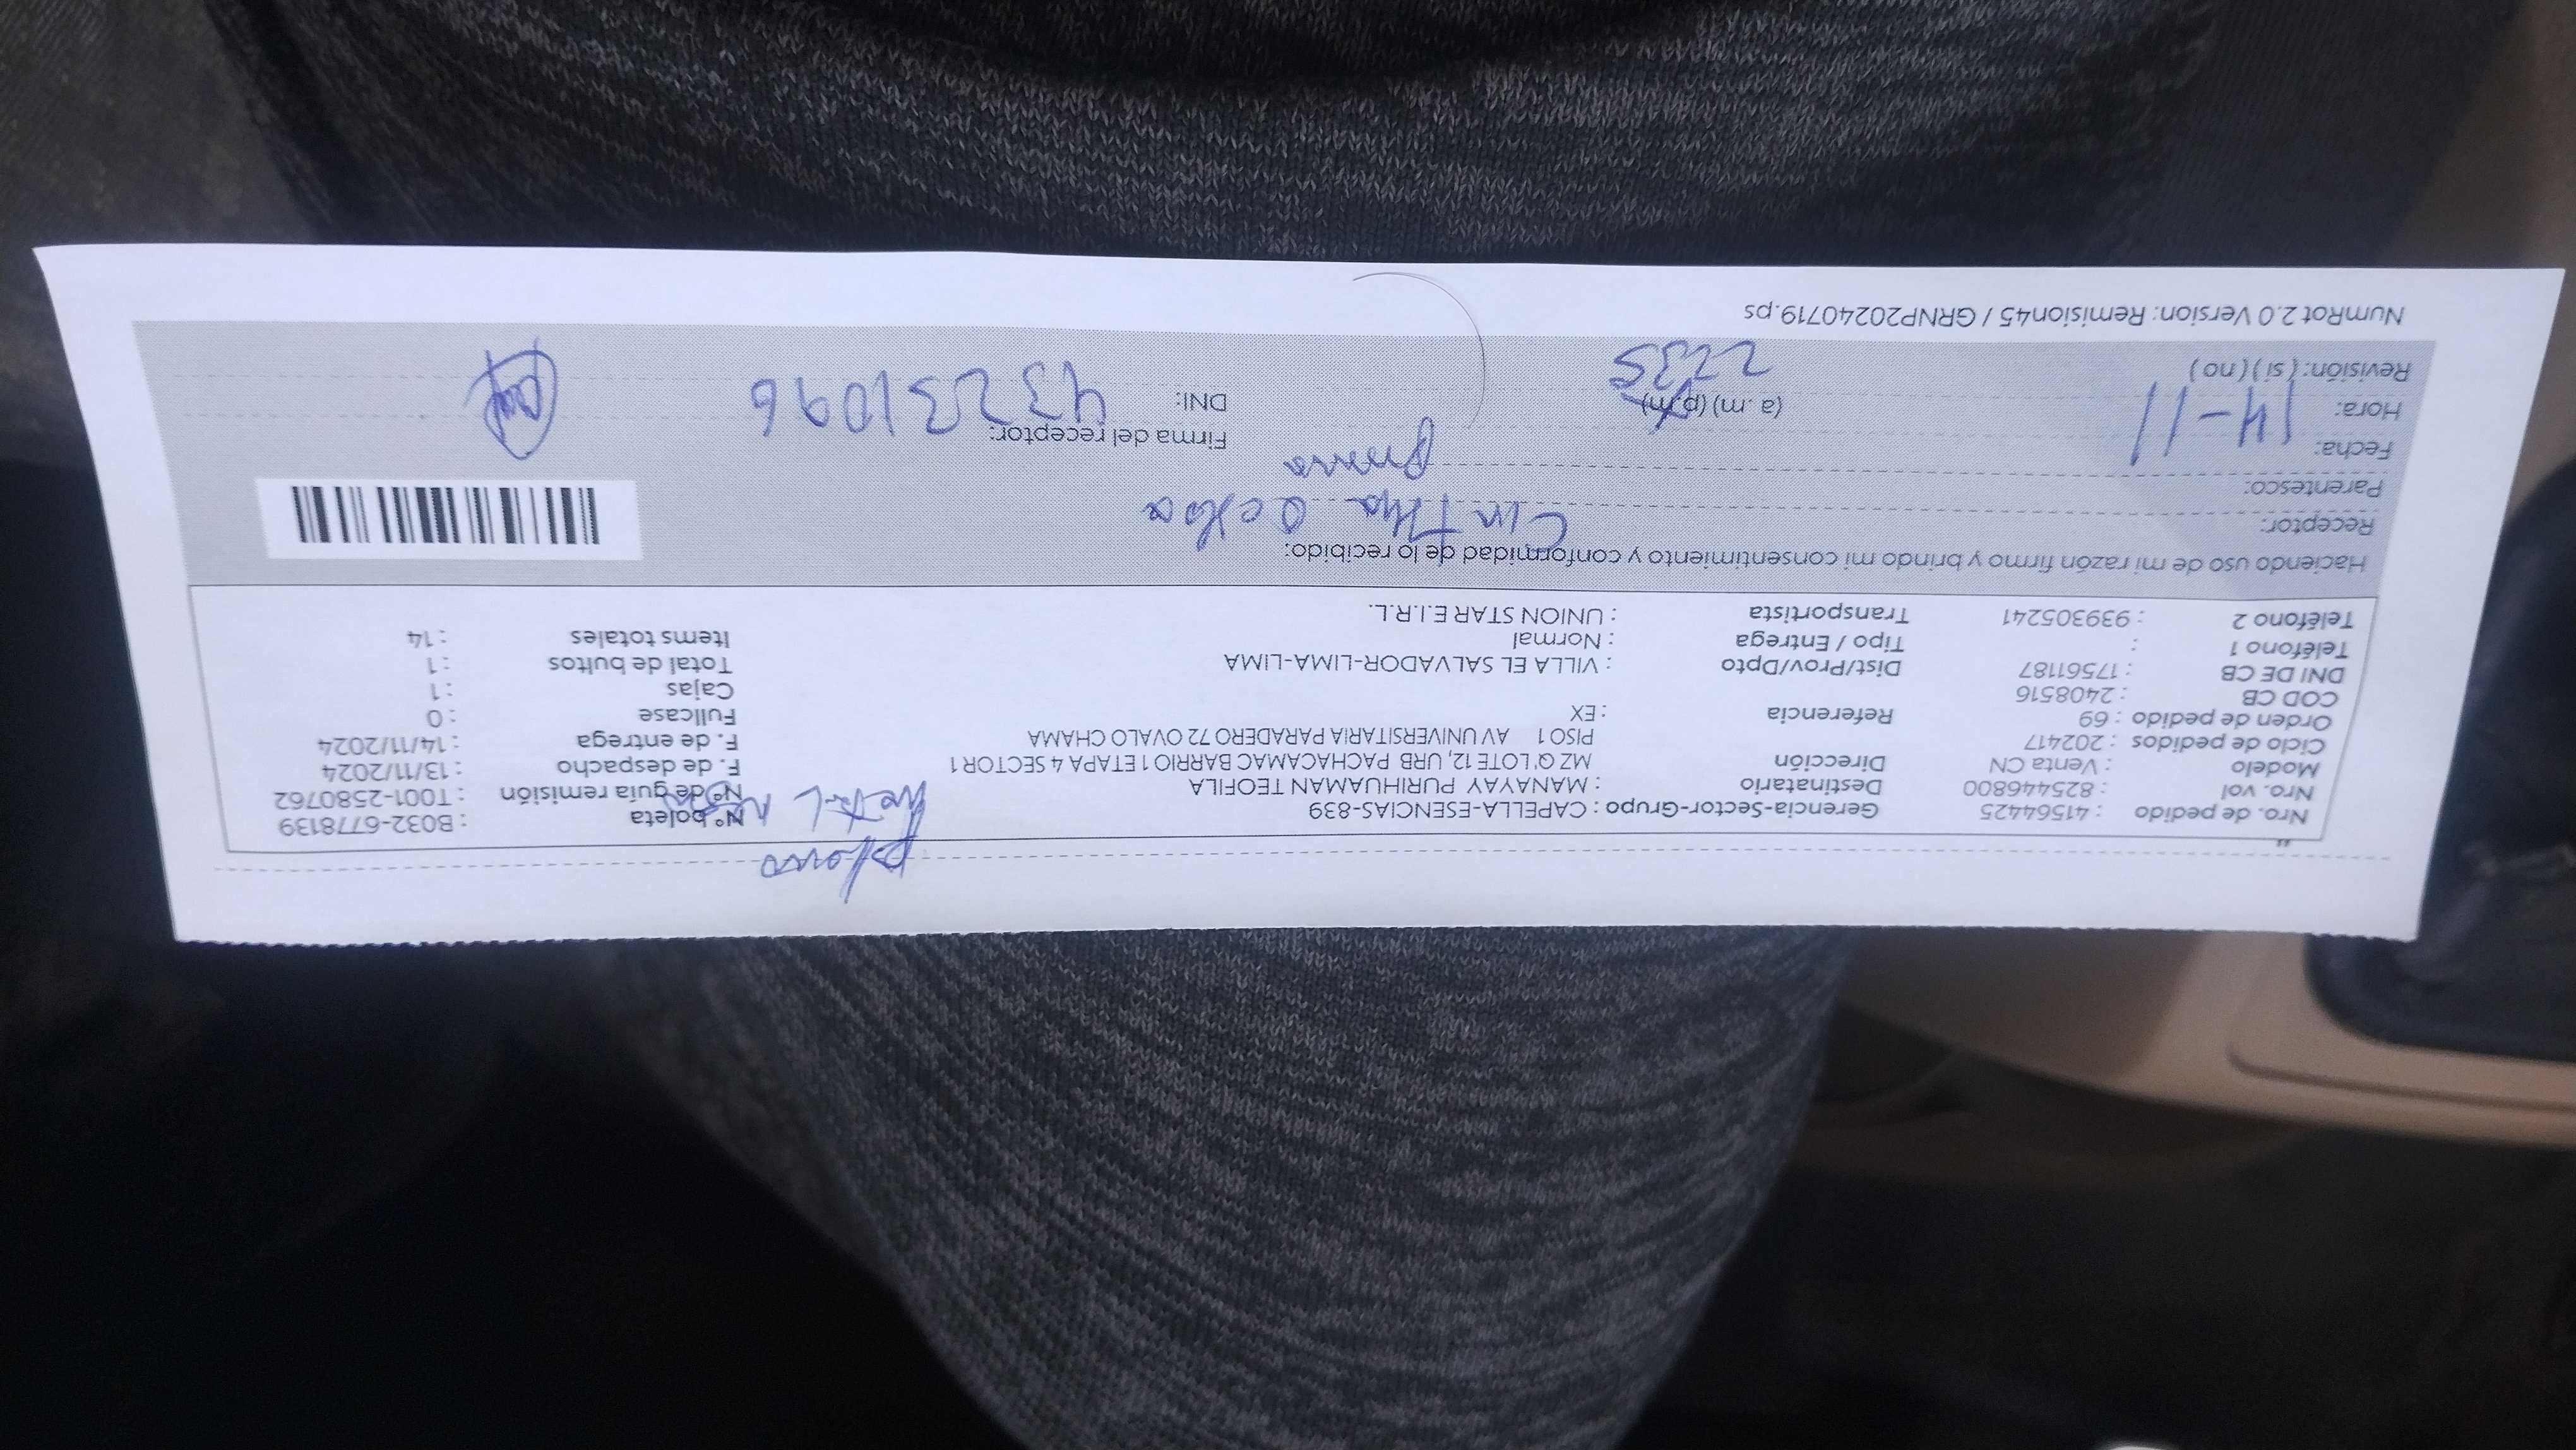 Nro. de pedido : 41564425 Gerencia-Sector-Grupo : CAPELLA-ESENCIAS-839 Nº boleta : B032-6778139
Nro. vol : 8254446800 Destinatario : MANAYAY PURIHUAMAN TEOFILA Nº de guía remisión : T001-2580762
Modelo : Venta CN Dirección MZ Q' LOTE 12, URB PACHACAMAC BARRIO 1 ETAPA 4 SECTOR 1 F. de despacho : 13/11/2024
Ciclo de pedidos : 202417 PISO 1 AV UNIVERSITARIA PARADERO 72 OVALO CHAMA F. de entrega : 14/11/2024
Orden de pedido : 69 Referencia : EX Fullcase : 0
COD CB : 2408516 Cajas : 1
DNI DE CB : 17561187 Dist/Prov/Dpto : VILLA EL SALVADOR-LIMA-LIMA Total de bultos : 1
Teléfono 1 : Tipo / Entrega : Normal Items totales : 14
Teléfono 2 : 939305241 Transportista : UNION STAR E.I.R.L.
Haciendo uso de mi razón firmo y brindo mi consentimiento y conformidad de lo recibido:
Receptor: Cinthya Ochoa
Parentesco:
Fecha: 14-11 Firma del receptor:
Hora: (a. m) (p. m) DNI: 43231096
Revisión: ( si ) ( no ) 2235
NumRot 2.0 Version: Remision45 / GRNP20240719.ps